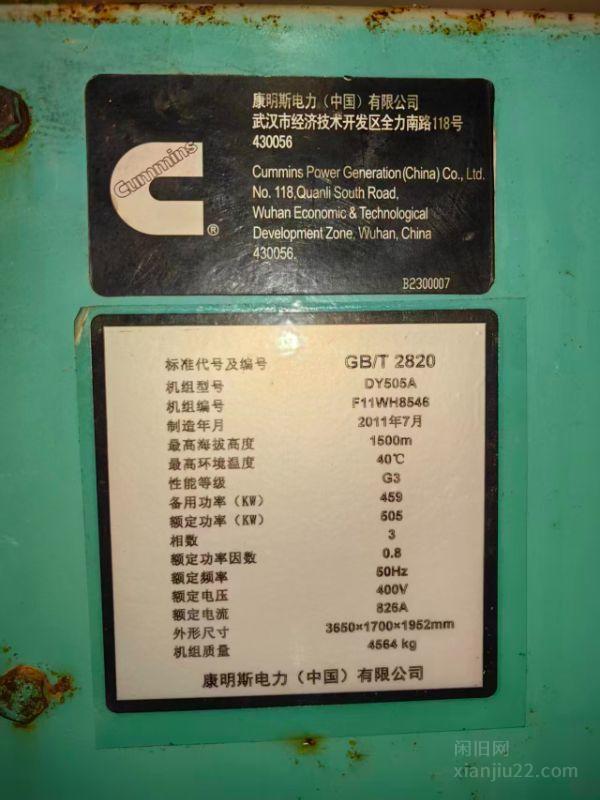 康明斯电力（中国）有限公司
武汉市经济技术开发区全力南路118号
430056
Cummins
®
Cummins Power Generation (China) Co., Ltd.
No. 118, Quanli South Road,
Wuhan Economic & Technological
Development Zone, Wuhan, China
430056.
B2300007
标准代号及编号 GB/T 2820
机组型号 DY505A
机组编号 F11WH8546
制造年月 2011年7月
最高海拔高度 1500m
最高环境温度 40℃
性能等级 G3
备用功率（KW） 459
额定功率（KW） 505
相数 3
额定功率因数 0.8
额定频率 50Hz
额定电压 400V
额定电流 826A
外形尺寸 3650×1700×1952mm
机组质量 4564 kg
康明斯电力（中国）有限公司
闲旧网
xianjiu22.com